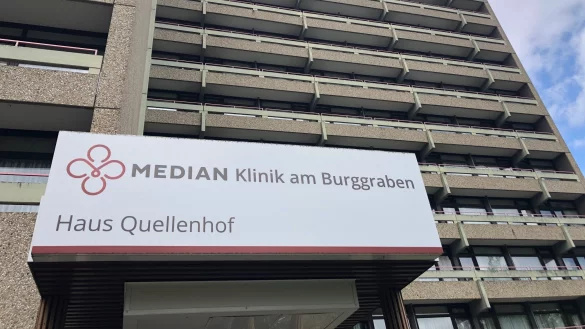 MEDIAN Klinik am Burggraben
Haus Quellenhof